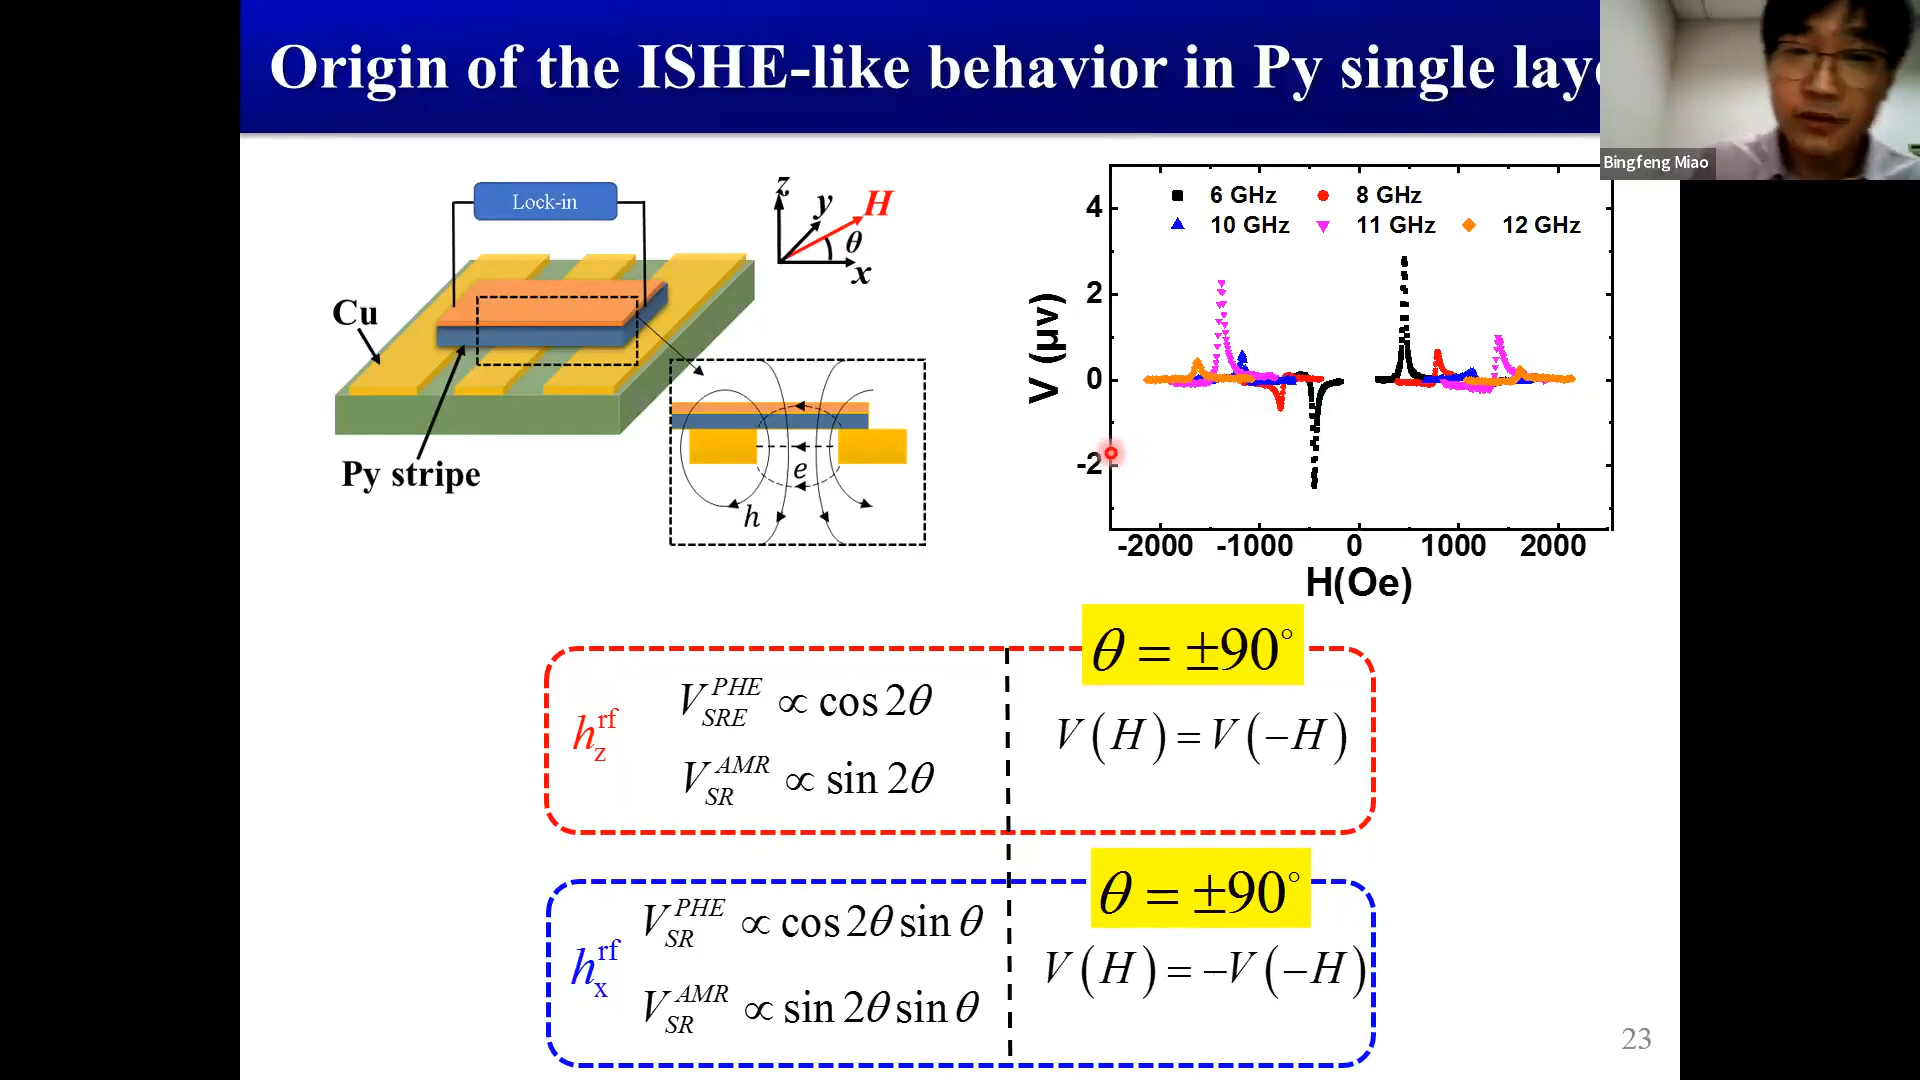 Origin of the ISHE-like behavior in Py single
Bingfeng Miao
Lock-in
z
y
H
θ
x
Cu
Py stripe
e
h
6 GHz
8 GHz
10 GHz
11 GHz
12 GHz
4
2
0
-2
V (μv)
-2000 -1000 0 1000 2000
H(Oe)
θ = ±90°
h_z^rf
V_SRE^PHE ∝ cos 2θ
V_SR^AMR ∝ sin 2θ
V(H) = V(−H)
θ = ±90°
h_x^rf
V_SR^PHE ∝ cos 2θ sin θ
V_SR^AMR ∝ sin 2θ sin θ
V(H) = −V(−H)
23